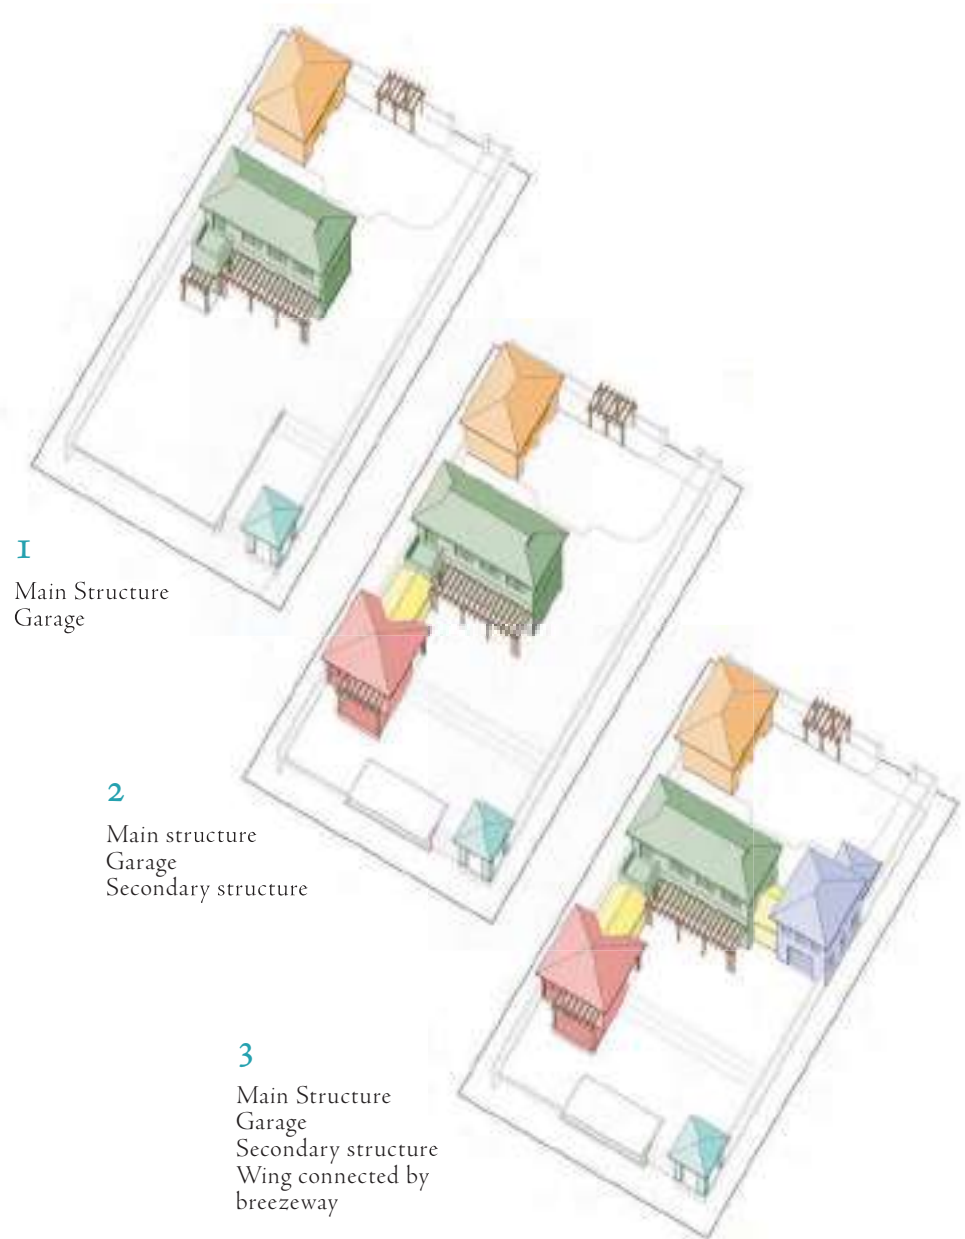 1
Main Structure
Garage
2
Main structure
Garage
Secondary structure
3
Main Structure
Garage
Secondary structure
Wing connected by
breezeway